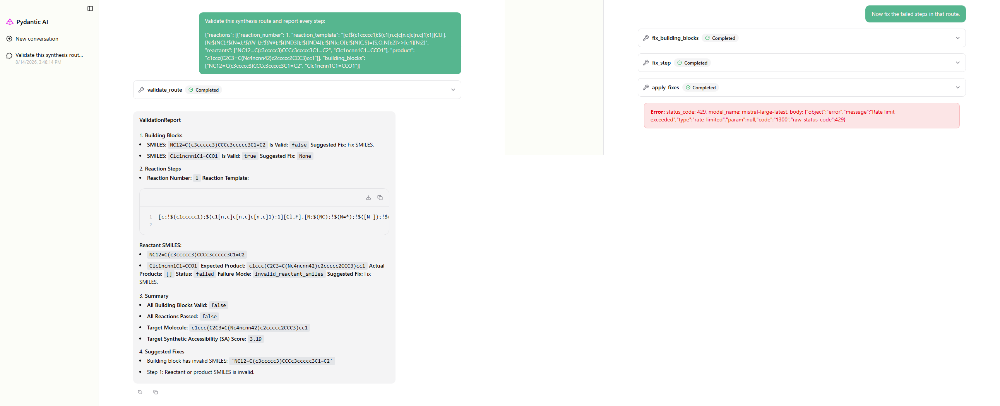 Pydantic AI
New conversation
Validate this synthesis rout...
8/14/2026, 3:48:14 PM
Validate this synthesis route and report every step:
{"reactions": [{"reaction_number": 1, "reaction_template": "[c;!$(c1ccccc1);$(c1[n,c]c[n,c]c[n,c]1):1][Cl,F].
[N;$(NC);!$(N=);!$([N-]);!$(N#);!$([ND3]);!$([ND4]);!$(N[c,O]);!$(N[C,S]=[S,O,N]):2]>>[c:1][N:2]",
"reactants": ["NC12=C(c3ccccc3)CCCc3ccccc3C1=C2", "Clc1ncnn1C1=CCO1"], "product":
"c1ccc(C2C3=C(Nc4ncnn42)c2ccccc2CCC3)cc1"}], "building_blocks":
["NC12=C(c3ccccc3)CCCc3ccccc3C1=C2", "Clc1ncnn1C1=CCO1"]}
validate_route Completed
ValidationReport
1. Building Blocks
• SMILES: NC12=C(c3ccccc3)CCCc3ccccc3C1=C2 Is Valid: false Suggested Fix: Fix SMILES.
• SMILES: Clc1ncnn1C1=CCO1 Is Valid: true Suggested Fix: None
2. Reaction Steps
• Reaction Number: 1 Reaction Template:
1 [c;!$(c1ccccc1);$(c1[n,c]c[n,c]c[n,c]1):1][Cl,F].[N;$(NC);!$(N=*);!$([N-]);!$(
2
Reactant SMILES:
• NC12=C(c3ccccc3)CCCc3ccccc3C1=C2
• Clc1ncnn1C1=CCO1 Expected Product: c1ccc(C2C3=C(Nc4ncnn42)c2ccccc2CCC3)cc1 Actual
Products: [] Status: failed Failure Mode: invalid_reactant_smiles Suggested Fix: Fix
SMILES.
3. Summary
• All Building Blocks Valid: false
• All Reactions Passed: false
• Target Molecule: c1ccc(C2C3=C(Nc4ncnn42)c2ccccc2CCC3)cc1
• Target Synthetic Accessibility (SA) Score: 3.19
4. Suggested Fixes
• Building block has invalid SMILES: 'NC12=C(c3ccccc3)CCCc3ccccc3C1=C2'
• Step 1: Reactant or product SMILES is invalid.
Now fix the failed steps in that route.
fix_building_blocks Completed
fix_step Completed
apply_fixes Completed
Error: status_code: 429, model_name: mistral-large-latest, body: {"object":"error","message":"Rate limit
exceeded","type":"rate_limited","param":null,"code":"1300","raw_status_code":429}